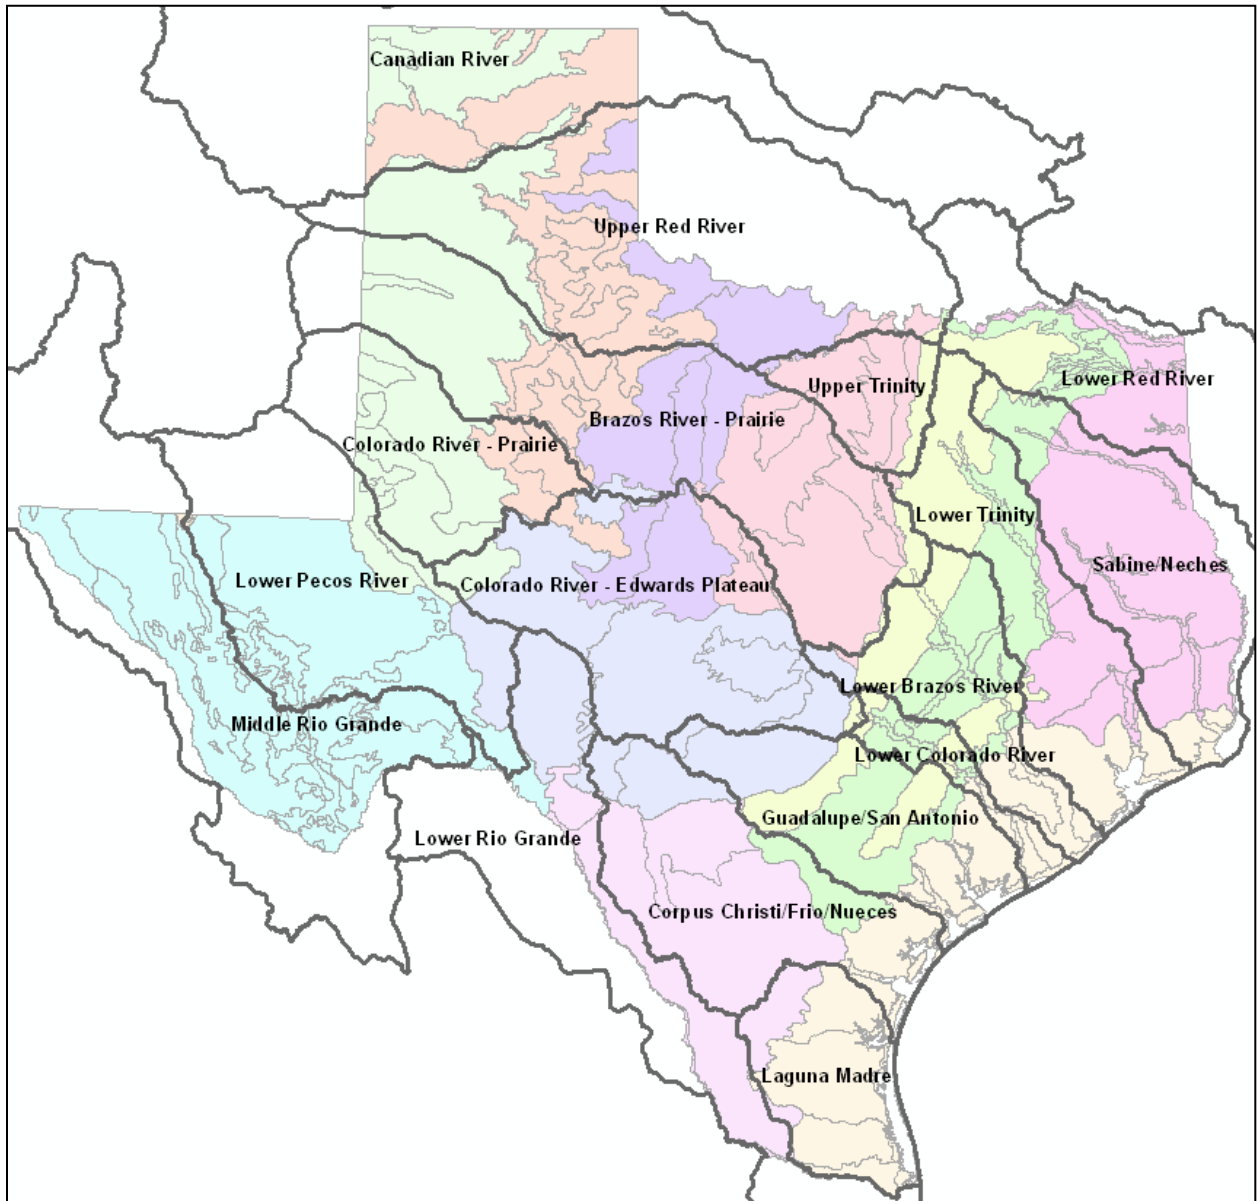 Canadian River
Upper Red River
Lower Red River
Upper Trinity
Brazos River - Prairie
Colorado River - Prairie
Lower Trinity
Sabine/Neches
Lower Pecos River
Colorado River - Edwards Plateau
Lower Brazos River
Middle Rio Grande
Lower Colorado River
Guadalupe/San Antonio
Lower Rio Grande
Corpus Christi/Frio/Nueces
Laguna Madre